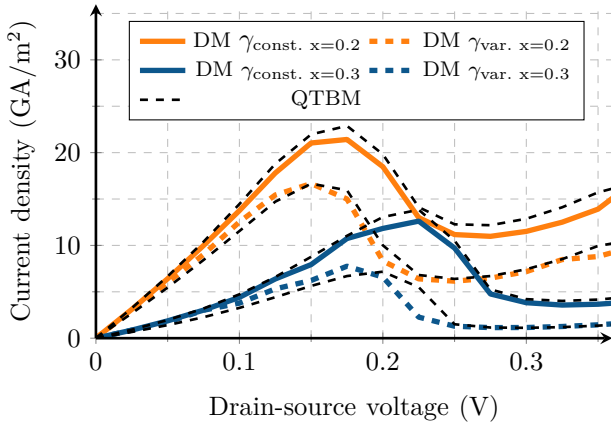 DM γconst. x=0.2 DM γvar. x=0.2
DM γconst. x=0.3 DM γvar. x=0.3
QTBM
Current density (GA/m²)
30
20
10
0
0 0.1 0.2 0.3
Drain-source voltage (V)